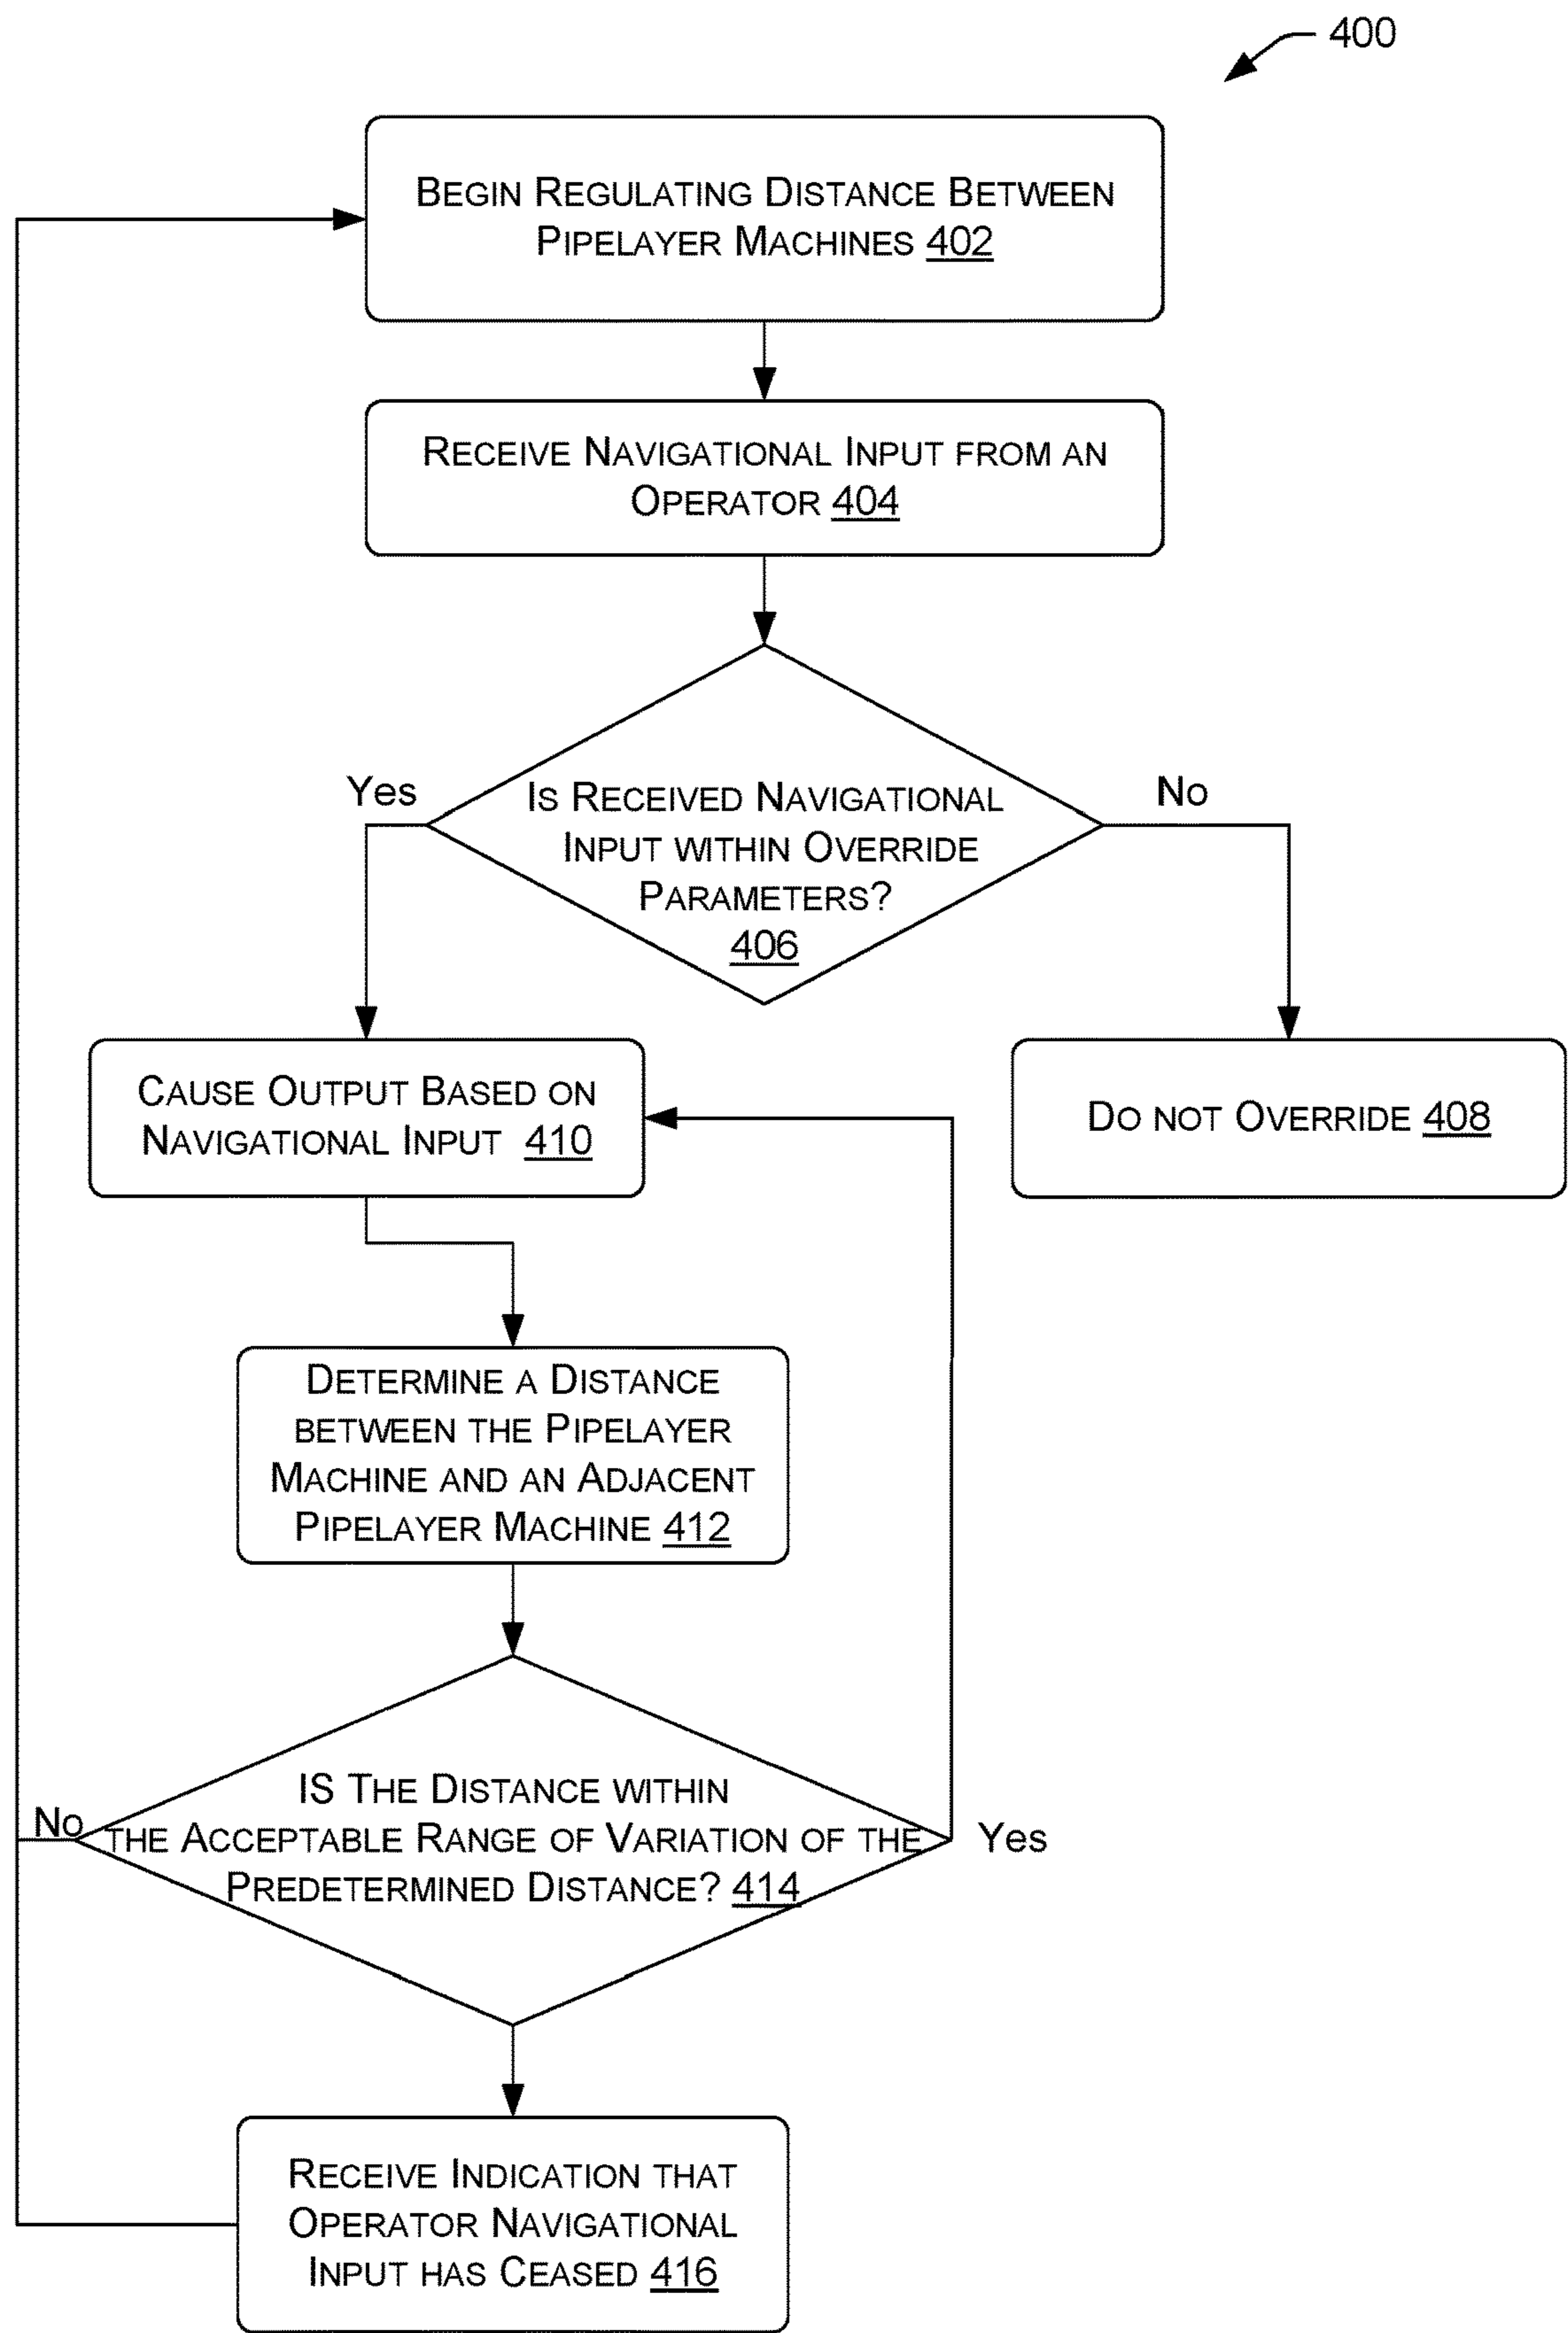 400
BEGIN REGULATING DISTANCE BETWEEN
PIPELAYER MACHINES 402
RECEIVE NAVIGATIONAL INPUT FROM AN
OPERATOR 404
Yes
No
IS RECEIVED NAVIGATIONAL
INPUT WITHIN OVERRIDE
PARAMETERS?
406
CAUSE OUTPUT BASED ON
NAVIGATIONAL INPUT 410
DO NOT OVERRIDE 408
DETERMINE A DISTANCE
BETWEEN THE PIPELAYER
MACHINE AND AN ADJACENT
PIPELAYER MACHINE 412
IS THE DISTANCE WITHIN
No
THE ACCEPTABLE RANGE OF VARIATION OF THE
Yes
PREDETERMINED DISTANCE? 414
RECEIVE INDICATION THAT
OPERATOR NAVIGATIONAL
INPUT HAS CEASED 416